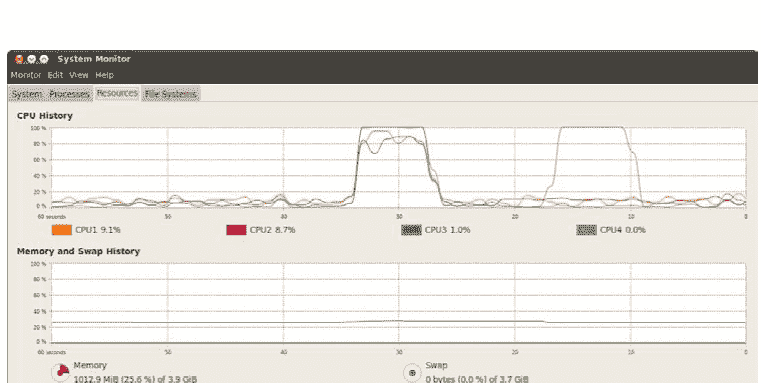 System Monitor
Monitor Edit View Help
System Processes Resources File Systems
CPU History
100 %
80 %
60 %
40 %
20 %
0 %
60 seconds 50 40 30 20 10 0
CPU1 9.1% CPU2 8.7% CPU3 1.0% CPU4 0.0%
Memory and Swap History
100 %
80 %
60 %
40 %
20 %
0 %
60 seconds 50 40 30 20 10 0
Memory Swap
1012.9 MiB (25.6 %) of 3.9 GiB 0 bytes (0.0 %) of 3.7 GiB